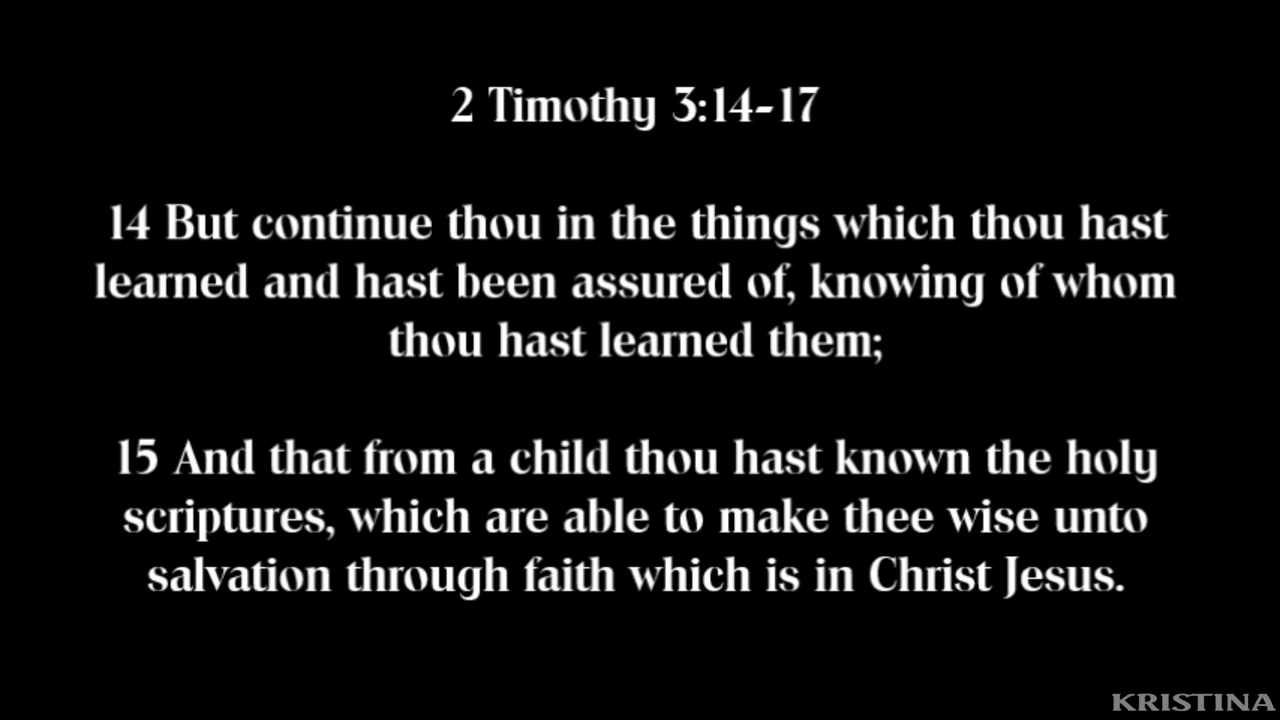 2 Timothy 3:14-17
14 But continue thou in the things which thou hast
learned and hast been assured of, knowing of whom
thou hast learned them;
15 And that from a child thou hast known the holy
scriptures, which are able to make thee wise unto
salvation through faith which is in Christ Jesus.
KRISTINA